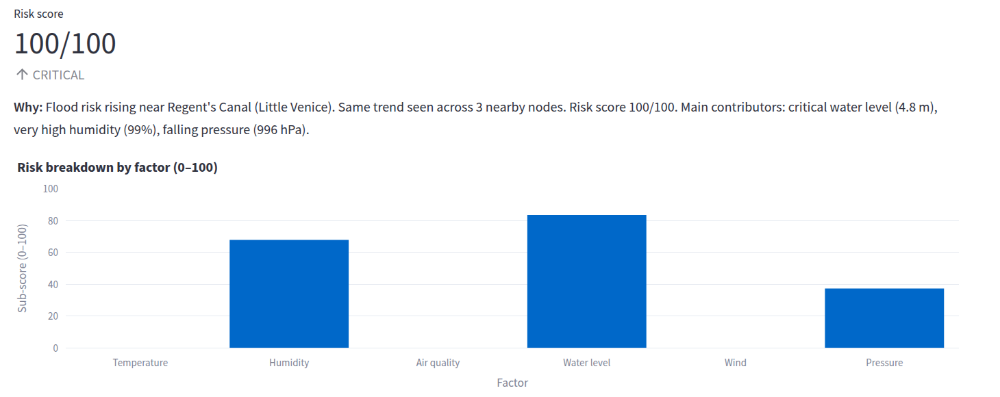 Risk score
100/100
↑ CRITICAL
Why: Flood risk rising near Regent's Canal (Little Venice). Same trend seen across 3 nearby nodes. Risk score 100/100. Main contributors: critical water level (4.8 m),
very high humidity (99%), falling pressure (996 hPa).
Risk breakdown by factor (0–100)
100
80
60
40
20
0
Sub-score (0–100)
Temperature Humidity Air quality Water level Wind Pressure
Factor